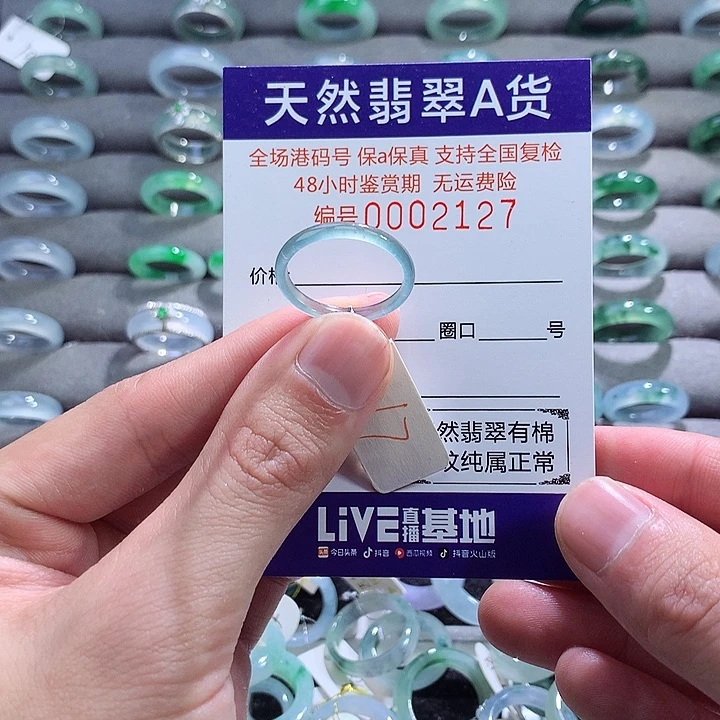 天然翡翠A货
全场港码号 保a保真 支持全国复检
48小时鉴赏期 无运费险
编号0002127
价格
圈口 号
然翡翠有棉
纹纯属正常
LiVE直播基地
今日头条 抖音 西瓜视频 抖音火山版